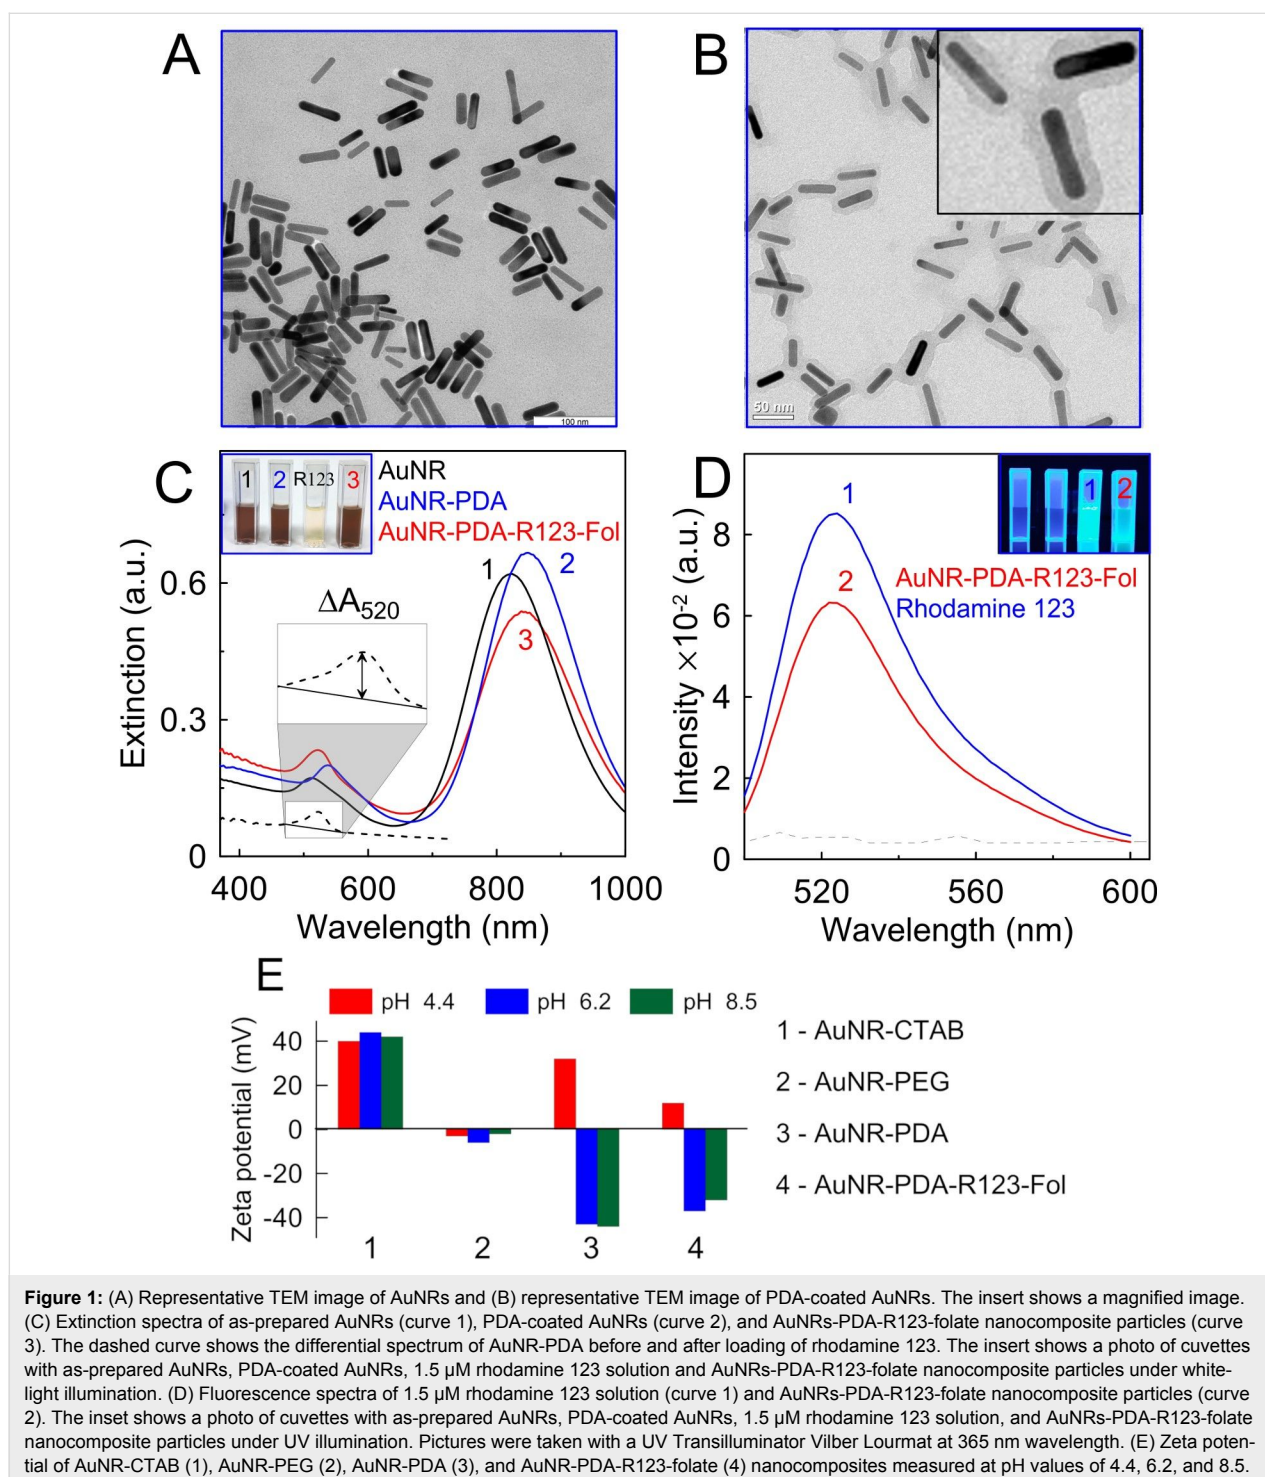 A
B
100 nm
50 nm
C
1 2 R123 3
AuNR
AuNR-PDA
AuNR-PDA-R123-Fol
1
2
3
ΔA520
Extinction (a.u.)
0.6
0.3
0
400 600 800 1000
Wavelength (nm)
D
1
2
1 2
AuNR-PDA-R123-Fol
Rhodamine 123
Intensity ×10-2 (a.u.)
8
6
4
2
0
520 560 600
Wavelength (nm)
E
pH 4.4 pH 6.2 pH 8.5
Zeta potential (mV)
40
20
0
-20
-40
1 2 3 4
1 - AuNR-CTAB
2 - AuNR-PEG
3 - AuNR-PDA
4 - AuNR-PDA-R123-Fol
Figure 1: (A) Representative TEM image of AuNRs and (B) representative TEM image of PDA-coated AuNRs. The insert shows a magnified image.
(C) Extinction spectra of as-prepared AuNRs (curve 1), PDA-coated AuNRs (curve 2), and AuNRs-PDA-R123-folate nanocomposite particles (curve
3). The dashed curve shows the differential spectrum of AuNR-PDA before and after loading of rhodamine 123. The insert shows a photo of cuvettes
with as-prepared AuNRs, PDA-coated AuNRs, 1.5 µM rhodamine 123 solution and AuNRs-PDA-R123-folate nanocomposite particles under white-
light illumination. (D) Fluorescence spectra of 1.5 µM rhodamine 123 solution (curve 1) and AuNRs-PDA-R123-folate nanocomposite particles (curve
2). The inset shows a photo of cuvettes with as-prepared AuNRs, PDA-coated AuNRs, 1.5 µM rhodamine 123 solution, and AuNRs-PDA-R123-folate
nanocomposite particles under UV illumination. Pictures were taken with a UV Transilluminator Vilber Lourmat at 365 nm wavelength. (E) Zeta poten-
tial of AuNR-CTAB (1), AuNR-PEG (2), AuNR-PDA (3), and AuNR-PDA-R123-folate (4) nanocomposites measured at pH values of 4.4, 6.2, and 8.5.